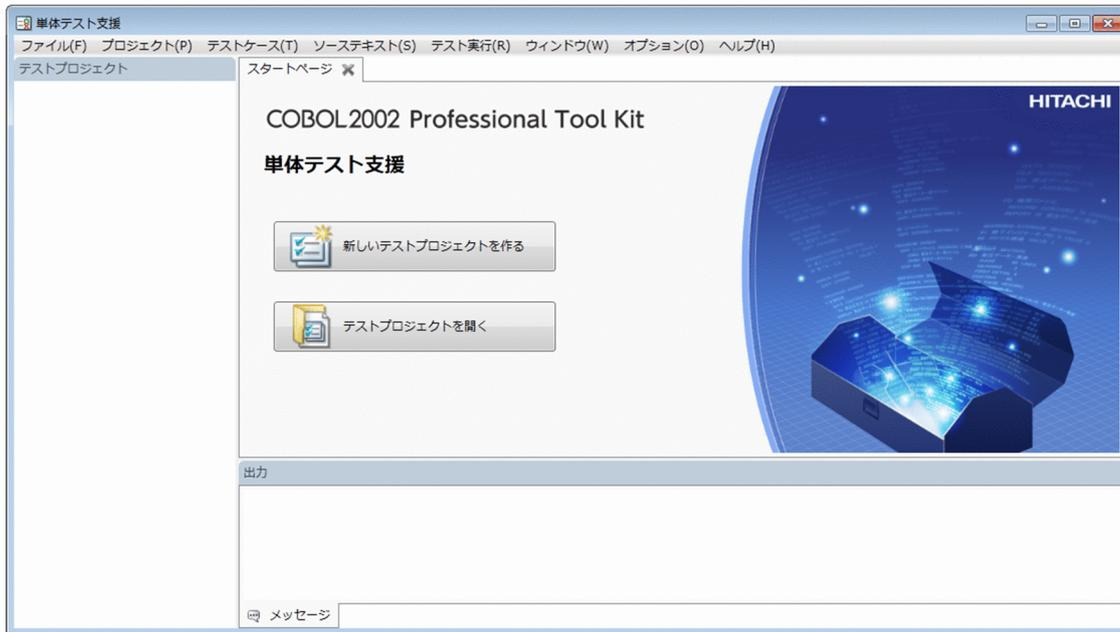 単体テスト支援
ファイル(F) プロジェクト(P) テストケース(T) ソーステキスト(S) テスト実行(R) ウィンドウ(W) オプション(O) ヘルプ(H)
テストプロジェクト
スタートページ
HITACHI
COBOL2002 Professional Tool Kit
単体テスト支援
新しいテストプロジェクトを作る
テストプロジェクトを開く
出力
メッセージ